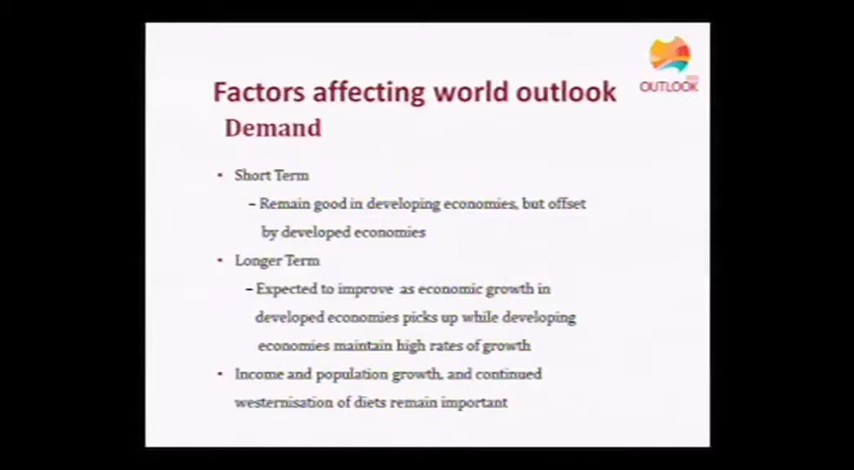 OUTLOOK
Factors affecting world outlook
Demand
• Short Term
– Remain good in developing economies, but offset
by developed economies
• Longer Term
– Expected to improve as economic growth in
developed economies picks up while developing
economies maintain high rates of growth
• Income and population growth, and continued
westernisation of diets remain important